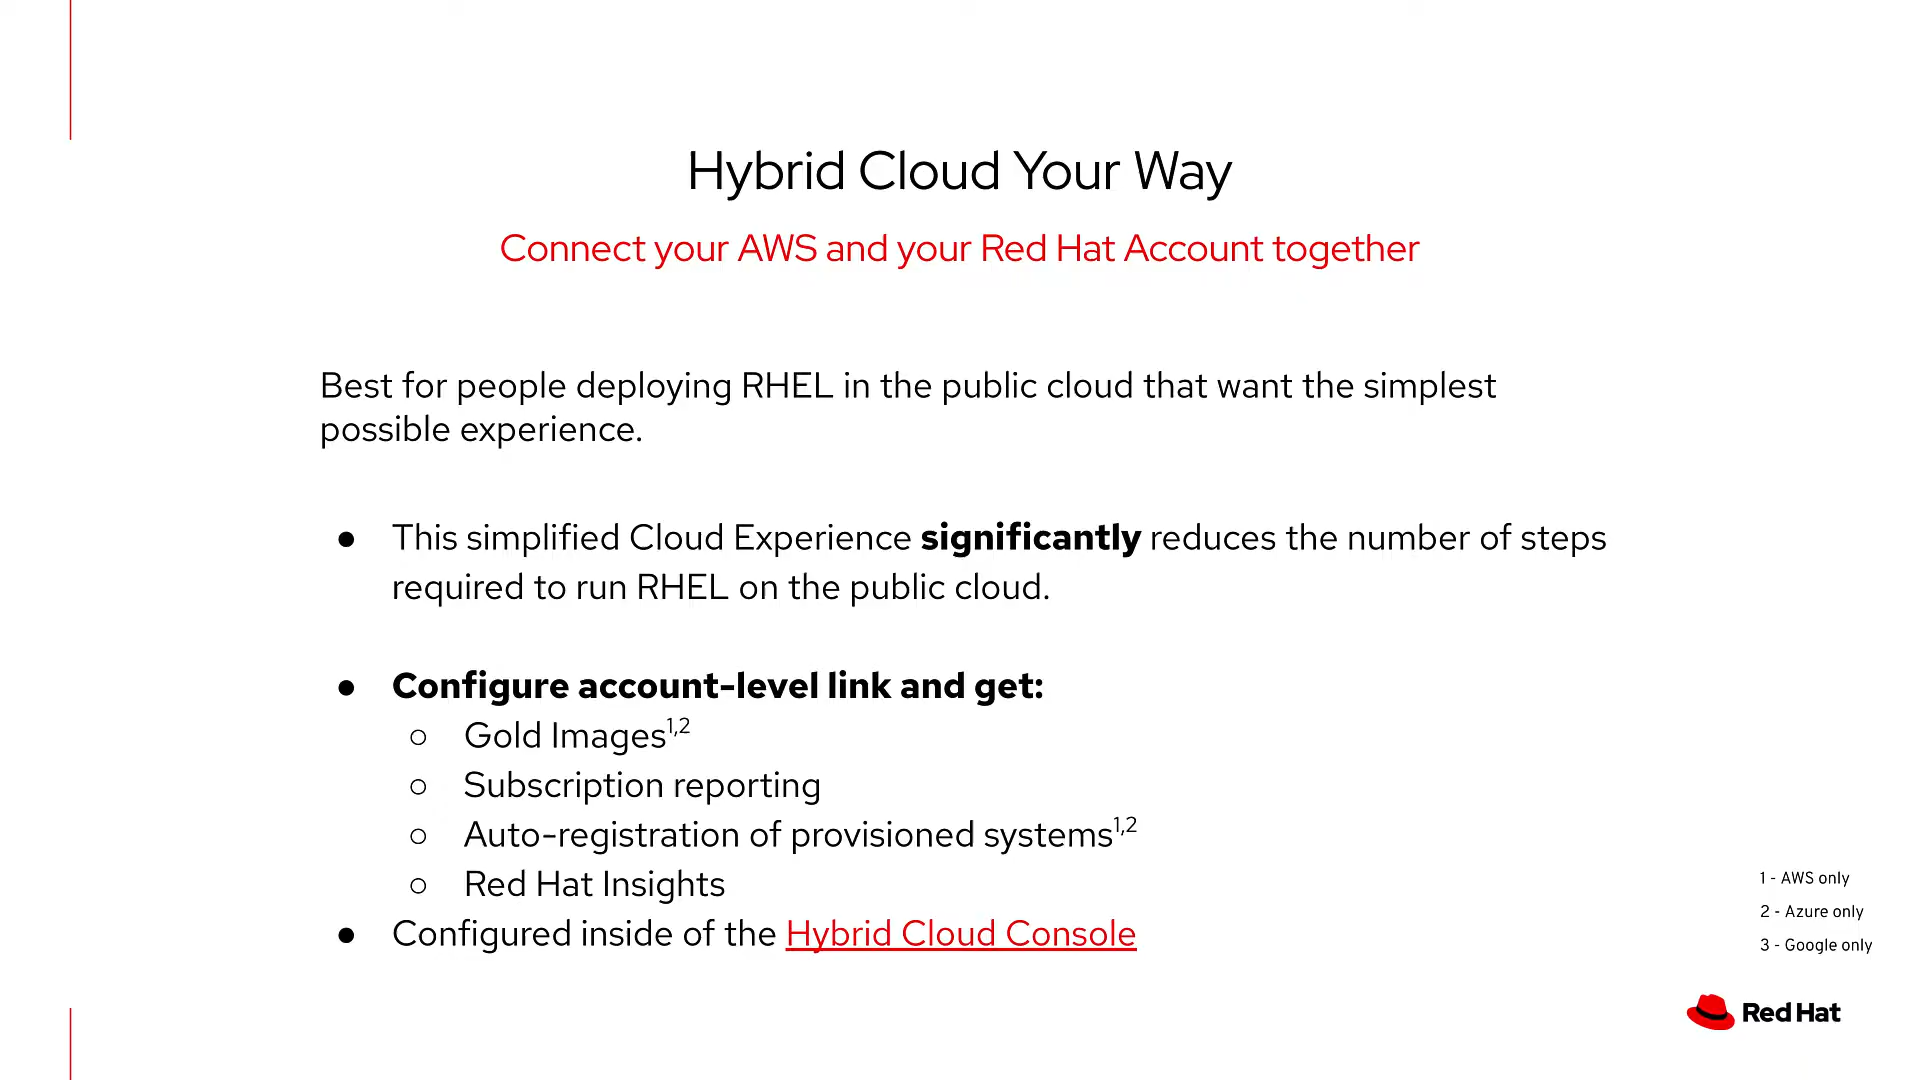 Hybrid Cloud Your Way
Connect your AWS and your Red Hat Account together
Best for people deploying RHEL in the public cloud that want the simplest
possible experience.
● This simplified Cloud Experience significantly reduces the number of steps
required to run RHEL on the public cloud.
● Configure account-level link and get:
○ Gold Images1,2
○ Subscription reporting
○ Auto-registration of provisioned systems1,2
○ Red Hat Insights
● Configured inside of the Hybrid Cloud Console
1 - AWS only
2 - Azure only
3 - Google only
Red Hat